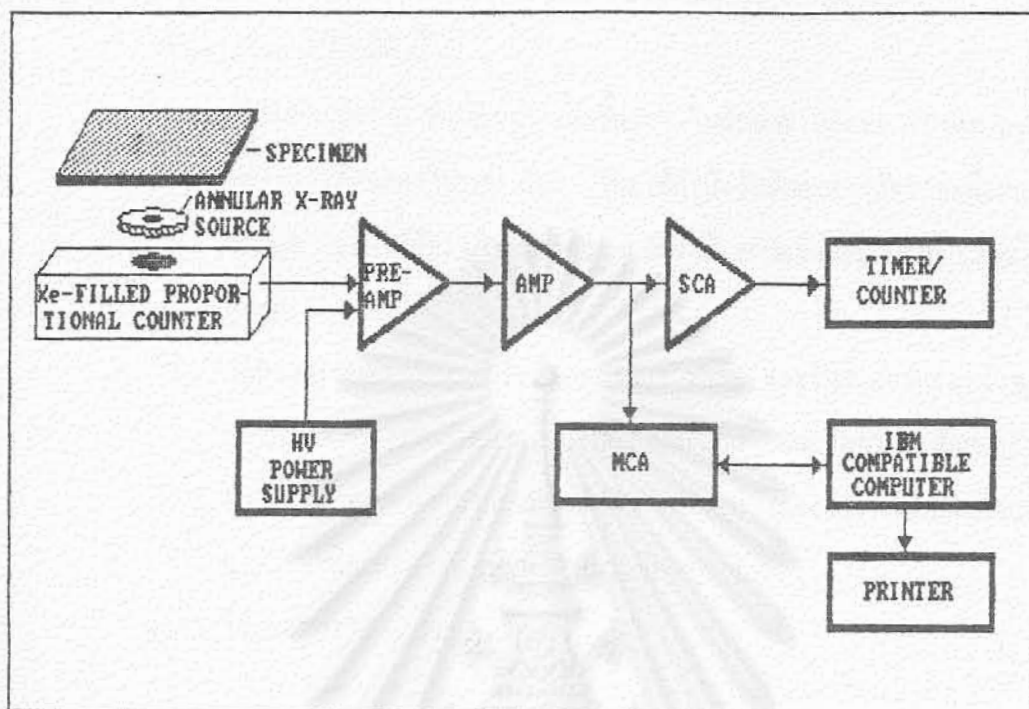 SPECIMEN
ANNULAR X-RAY
SOURCE
Xe-FILLED PROPOR-
TIONAL COUNTER
PRE-
AMP
AMP
SCA
TIMER/
COUNTER
HV
POWER
SUPPLY
MCA
IBM
COMPATIBLE
COMPUTER
PRINTER